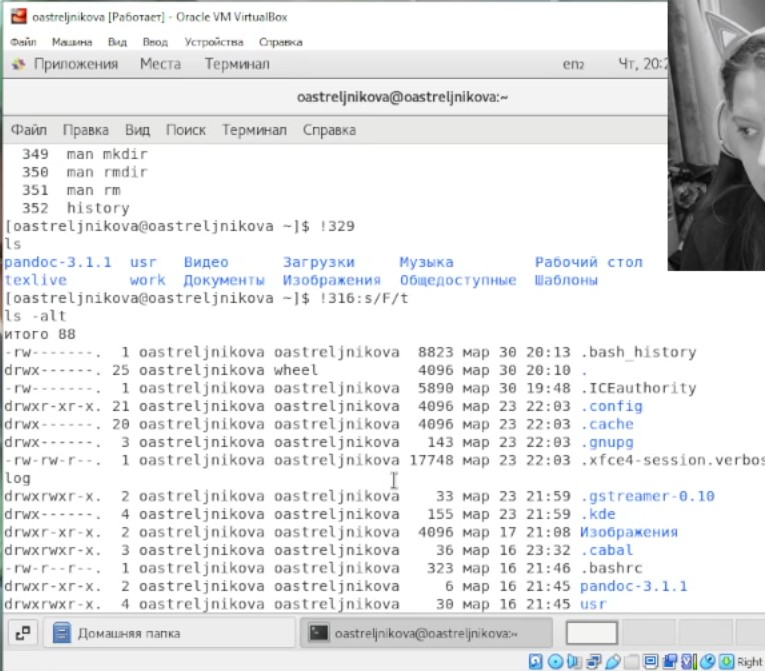 oastreljnikova [Работает] - Oracle VM VirtualBox
Файл Машина Вид Ввод Устройства Справка
Приложения Места Терминал en₂ Чт, 20:
oastreljnikova@oastreljnikova:~
Файл Правка Вид Поиск Терминал Справка
349 man mkdir
350 man rmdir
351 man rm
352 history
[oastreljnikova@oastreljnikova ~]$ !329
ls
pandoc-3.1.1 usr Видео Загрузки Музыка Рабочий стол
texlive work Документы Изображения Общедоступные Шаблоны
[oastreljnikova@oastreljnikova ~]$ !316:s/F/t
ls -alt
итого 88
-rw-------. 1 oastreljnikova oastreljnikova 8823 мар 30 20:13 .bash_history
drwx------. 25 oastreljnikova wheel 4096 мар 30 20:10 .
-rw-------. 1 oastreljnikova oastreljnikova 5890 мар 30 19:48 .ICEauthority
drwxr-xr-x. 21 oastreljnikova oastreljnikova 4096 мар 23 22:03 .config
drwx------. 20 oastreljnikova oastreljnikova 4096 мар 23 22:03 .cache
drwx------. 3 oastreljnikova oastreljnikova 143 мар 23 22:03 .gnupg
-rw-rw-r--. 1 oastreljnikova oastreljnikova 17748 мар 23 22:03 .xfce4-session.verbos
log
drwxrwxr-x. 2 oastreljnikova oastreljnikova 33 мар 23 21:59 .gstreamer-0.10
drwx------. 4 oastreljnikova oastreljnikova 155 мар 23 21:59 .kde
drwxr-xr-x. 2 oastreljnikova oastreljnikova 4096 мар 17 21:08 Изображения
drwxrwxr-x. 3 oastreljnikova oastreljnikova 36 мар 16 23:32 .cabal
-rw-r--r--. 1 oastreljnikova oastreljnikova 323 мар 16 21:46 .bashrc
drwxr-xr-x. 2 oastreljnikova oastreljnikova 6 мар 16 21:45 pandoc-3.1.1
drwxrwxr-x. 4 oastreljnikova oastreljnikova 30 мар 16 21:45 usr
Домашняя папка oastreljnikova@oastreljnikova:~
Right